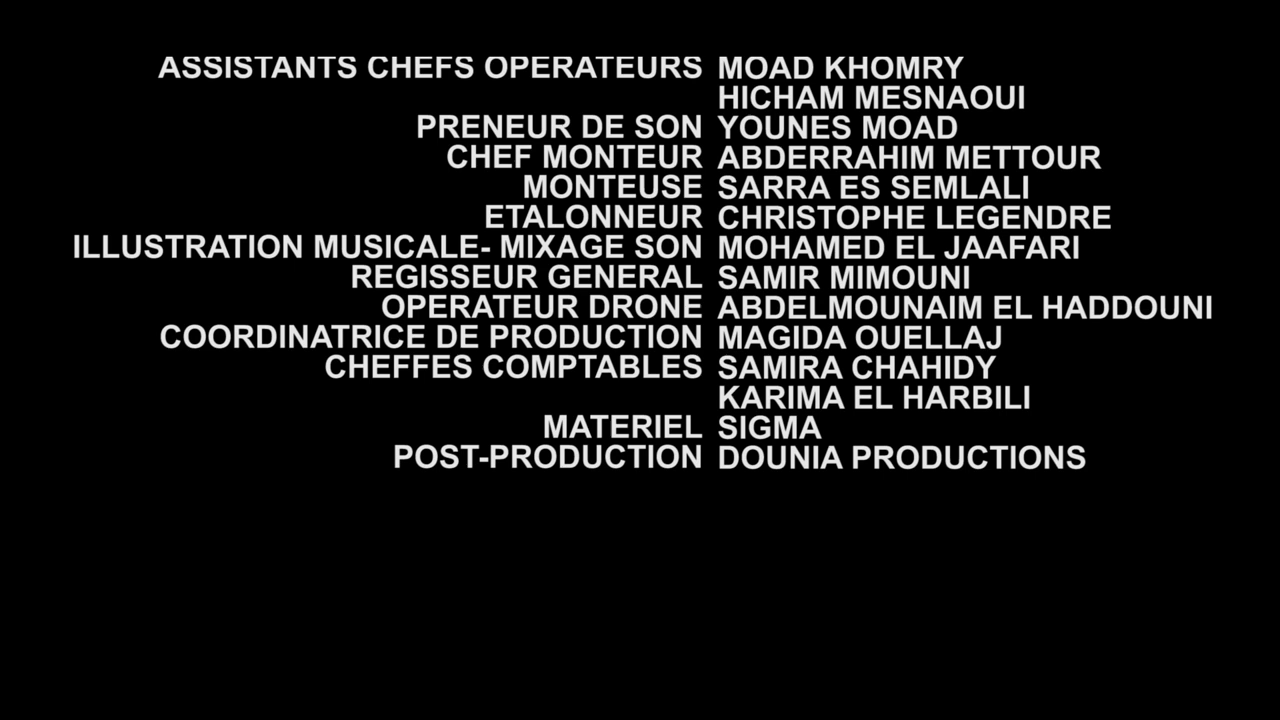 ASSISTANTS CHEFS OPERATEURS MOAD KHOMRY
HICHAM MESNAOUI
PRENEUR DE SON YOUNES MOAD
CHEF MONTEUR ABDERRAHIM METTOUR
MONTEUSE SARRA ES SEMLALI
ETALONNEUR CHRISTOPHE LEGENDRE
ILLUSTRATION MUSICALE- MIXAGE SON MOHAMED EL JAAFARI
REGISSEUR GENERAL SAMIR MIMOUNI
OPERATEUR DRONE ABDELMOUNAIM EL HADDOUNI
COORDINATRICE DE PRODUCTION MAGIDA OUELLAJ
CHEFFES COMPTABLES SAMIRA CHAHIDY
KARIMA EL HARBILI
MATERIEL SIGMA
POST-PRODUCTION DOUNIA PRODUCTIONS